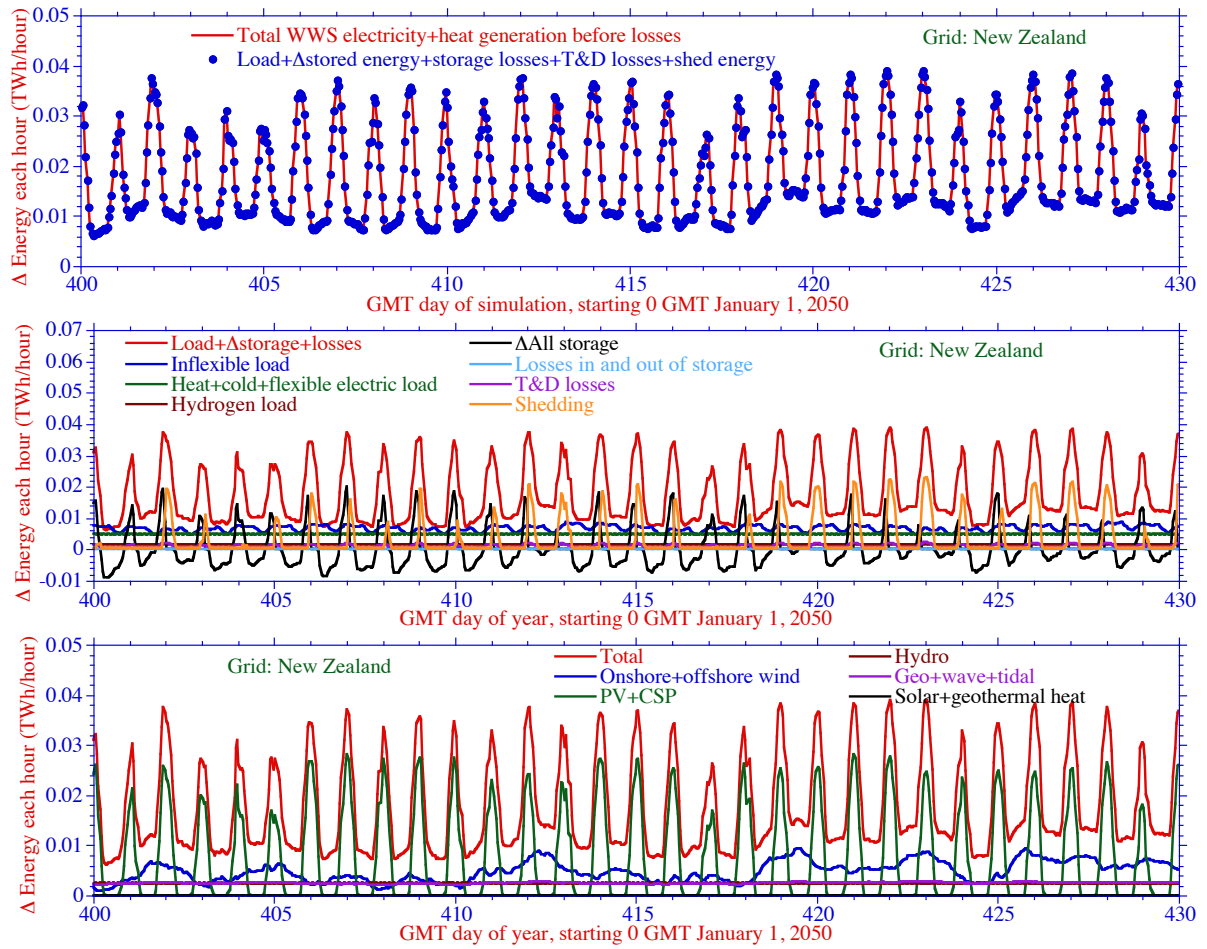 0.05
Total WWS electricity+heat generation before losses
Grid: New Zealand
Load+Δstored energy+storage losses+T&D losses+shed energy
0.04
0.03
0.02
0.01
0
Δ Energy each hour (TWh/hour)
400 405 410 415 420 425 430
GMT day of simulation, starting 0 GMT January 1, 2050
0.07
Load+Δstorage+losses ΔAll storage
Grid: New Zealand
0.06
Inflexible load Losses in and out of storage
Heat+cold+flexible electric load T&D losses
0.05
Hydrogen load Shedding
0.04
0.03
0.02
0.01
0
-0.01
Δ Energy each hour (TWh/hour)
400 405 410 415 420 425 430
GMT day of year, starting 0 GMT January 1, 2050
0.05
Grid: New Zealand
Total Hydro
Onshore+offshore wind Geo+wave+tidal
PV+CSP Solar+geothermal heat
0.04
0.03
0.02
0.01
0
Δ Energy each hour (TWh/hour)
400 405 410 415 420 425 430
GMT day of year, starting 0 GMT January 1, 2050